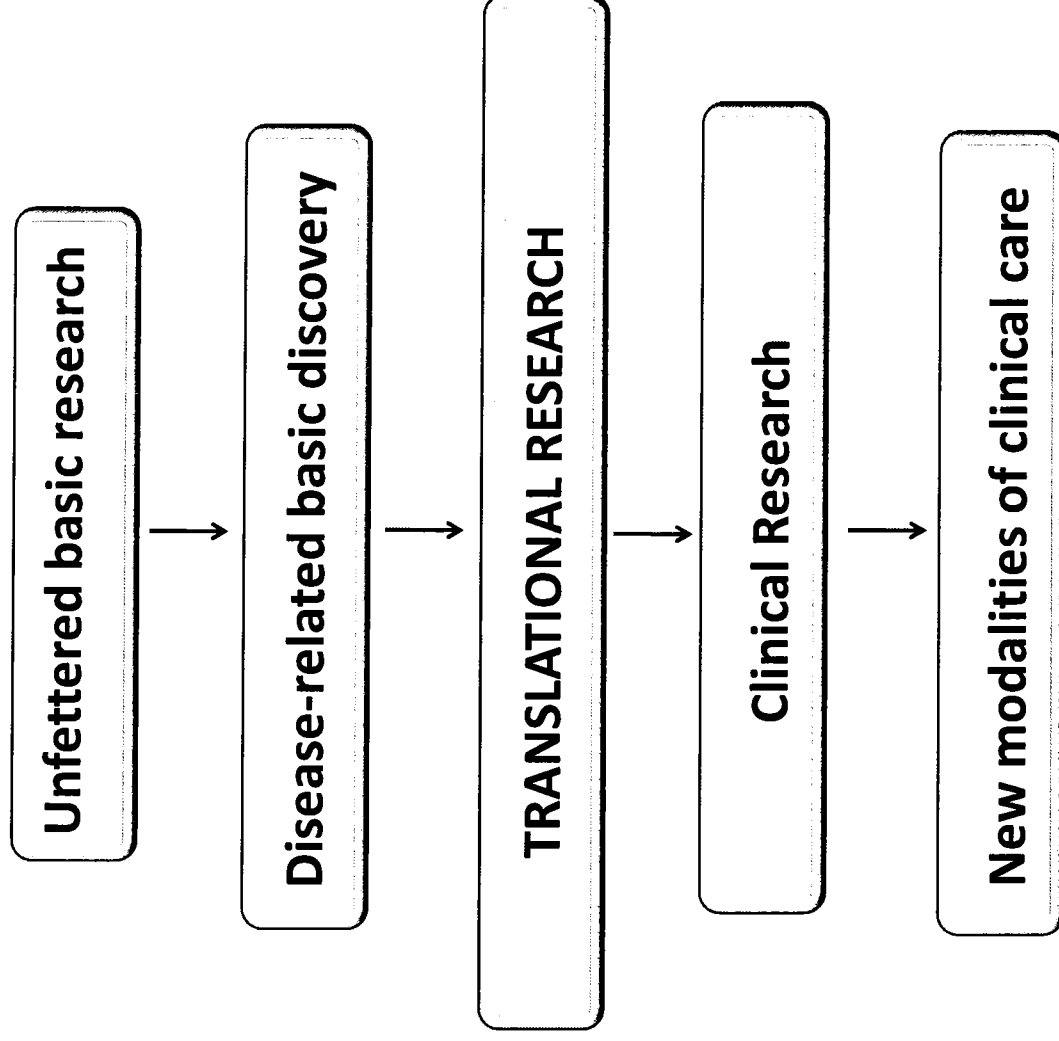 Unfettered basic research
Disease-related basic discovery
TRANSLATIONAL RESEARCH
Clinical Research
New modalities of clinical care